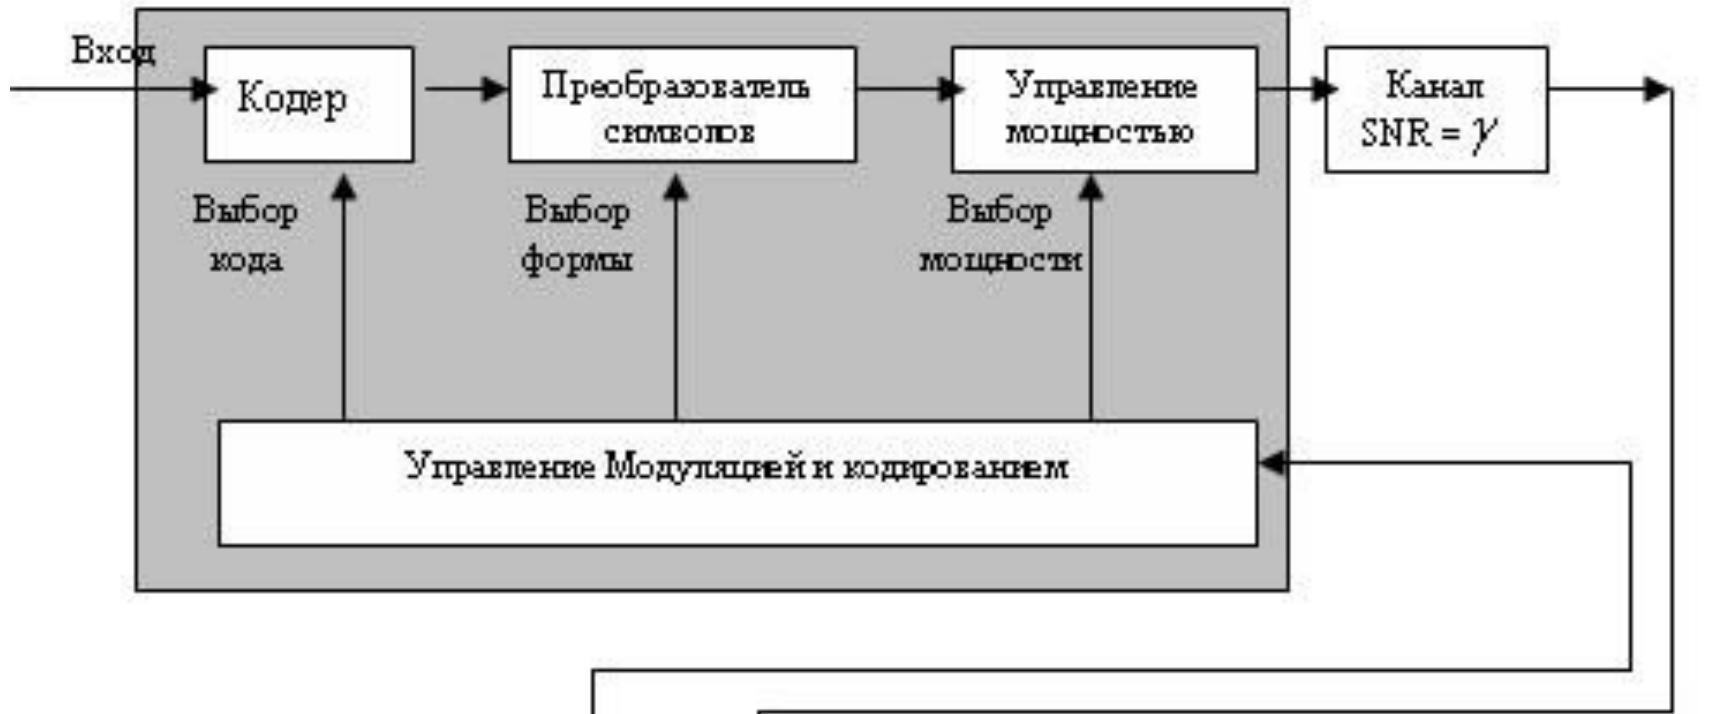 Вход
Кодер
Преобразователь
символов
Управление
мощностью
Канал
SNR = γ
Выбор
кода
Выбор
формы
Выбор
мощности
Управление Модуляцией и кодированием